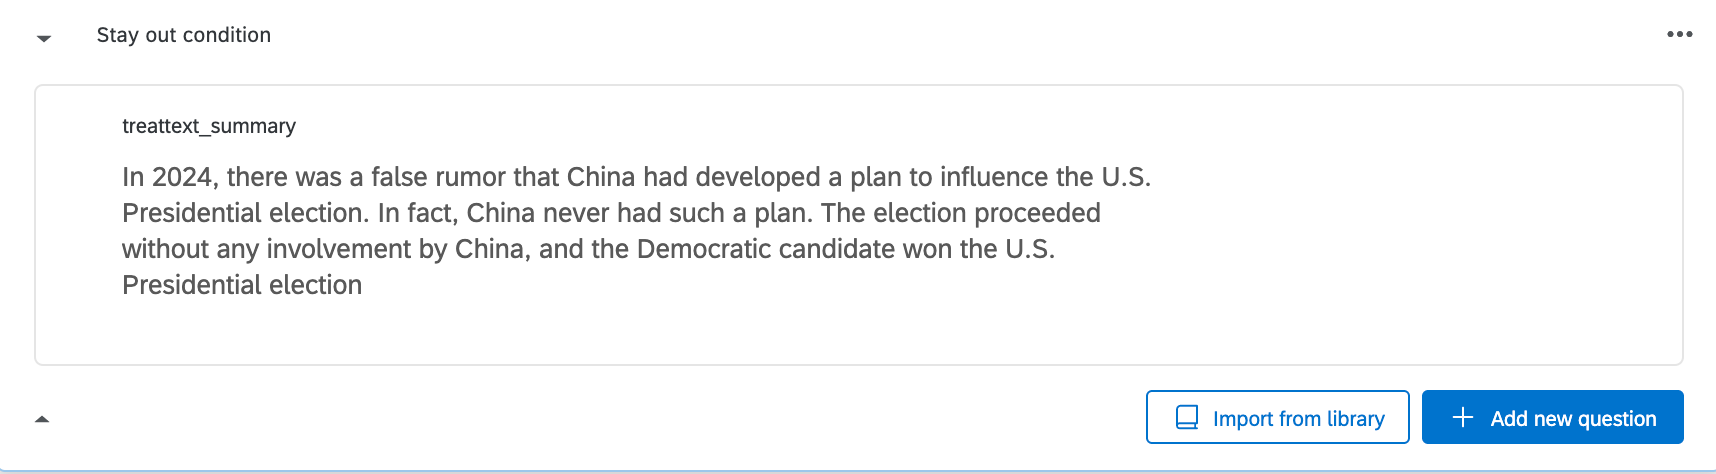 Stay out condition
treattext_summary
In 2024, there was a false rumor that China had developed a plan to influence the U.S.
Presidential election. In fact, China never had such a plan. The election proceeded
without any involvement by China, and the Democratic candidate won the U.S.
Presidential election
Import from library
Add new question